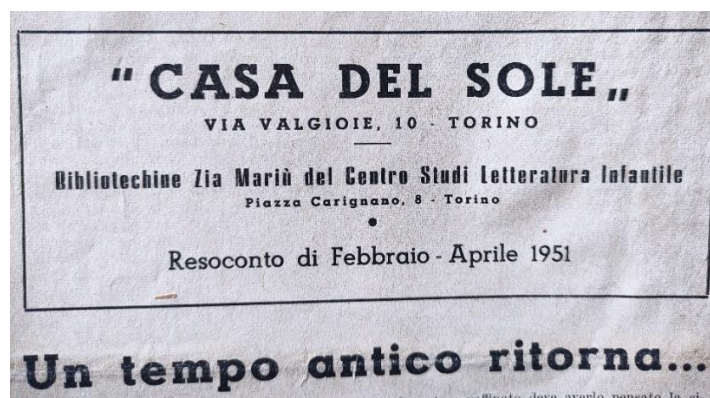 " CASA DEL SOLE „
VIA VALGIOIE, 10 - TORINO
Bibliotechine Zia Mariù del Centro Studi Letteratura Infantile
Piazza Carignano, 8 - Torino
Resoconto di Febbraio - Aprile 1951
Un tempo antico ritorna...